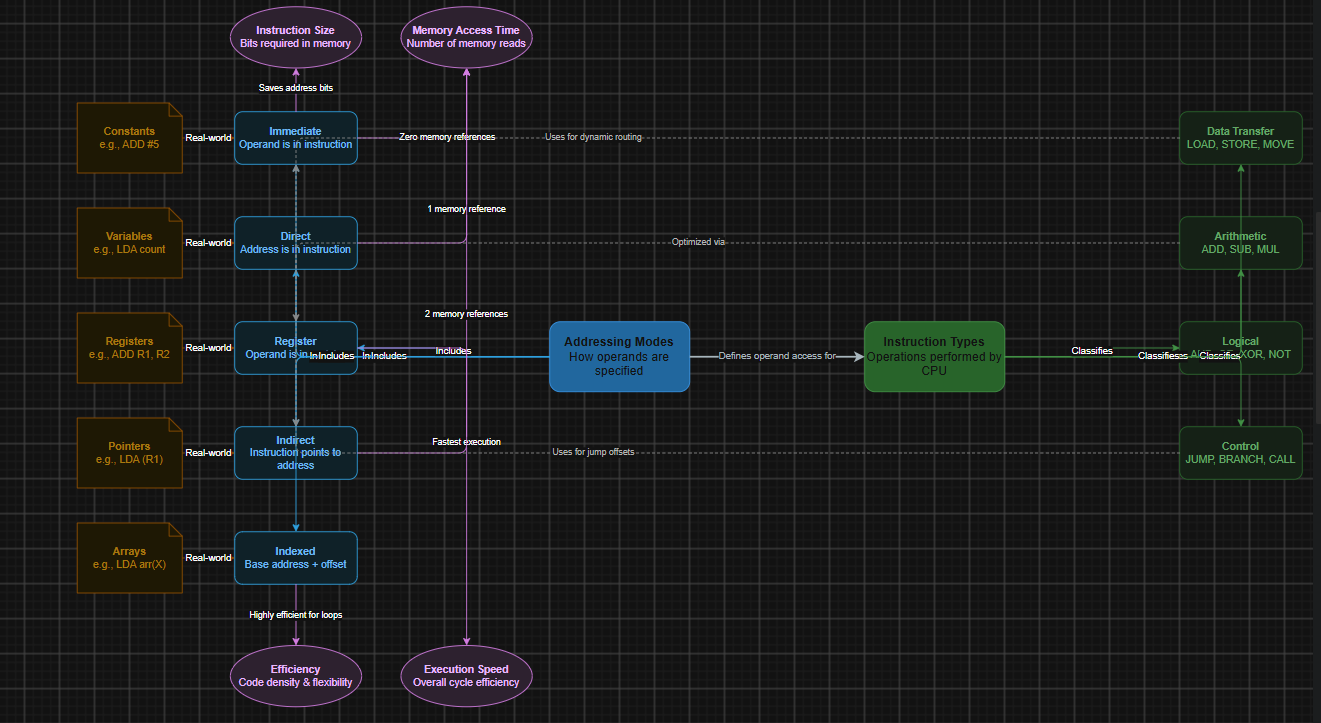 Instruction Size
Bits required in memory
Memory Access Time
Number of memory reads
Saves address bits
Constants
e.g., ADD #5
Real-world
Immediate
Operand is in instruction
Zero memory references
Uses for dynamic routing
Data Transfer
LOAD, STORE, MOVE
1 memory reference
Variables
e.g., LDA count
Real-world
Direct
Address is in instruction
Optimized via
Arithmetic
ADD, SUB, MUL
2 memory references
Registers
e.g., ADD R1, R2
Real-world
Register
Operand is in
Includes
Includes
Includes
Addressing Modes
How operands are
specified
Defines operand access for
Instruction Types
Operations performed by
CPU
Classifies
Classifies
Classifies
Logical
XOR, NOT
Fastest execution
Pointers
e.g., LDA (R1)
Real-world
Indirect
Instruction points to
address
Uses for jump offsets
Control
JUMP, BRANCH, CALL
Arrays
e.g., LDA arr(X)
Real-world
Indexed
Base address + offset
Highly efficient for loops
Efficiency
Code density & flexibility
Execution Speed
Overall cycle efficiency